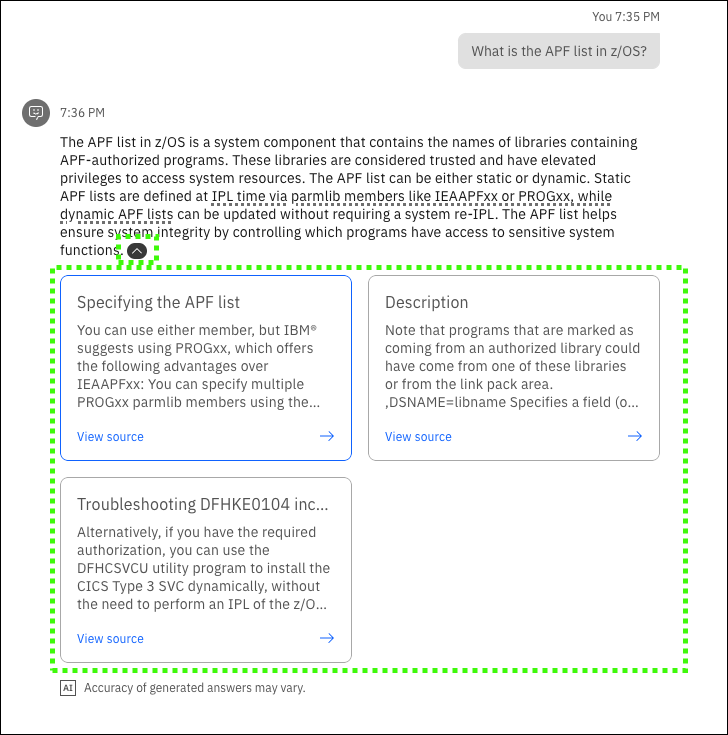 You 7:35 PM
What is the APF list in z/OS?
7:36 PM
The APF list in z/OS is a system component that contains the names of libraries containing
APF-authorized programs. These libraries are considered trusted and have elevated
privileges to access system resources. The APF list can be either static or dynamic. Static
APF lists are defined at IPL time via parmlib members like IEAAPFxx or PROGxx, while
dynamic APF lists can be updated without requiring a system re-IPL. The APF list helps
ensure system integrity by controlling which programs have access to sensitive system
functions.
Specifying the APF list
You can use either member, but IBM®
suggests using PROGxx, which offers
the following advantages over
IEAAPFxx: You can specify multiple
PROGxx parmlib members using the...
View source
Description
Note that programs that are marked as
coming from an authorized library could
have come from one of these libraries
or from the link pack area.
,DSNAME=libname Specifies a field (o...
View source
Troubleshooting DFHKE0104 inc...
Alternatively, if you have the required
authorization, you can use the
DFHCSVCU utility program to install the
CICS Type 3 SVC dynamically, without
the need to perform an IPL of the z/O...
View source
AI Accuracy of generated answers may vary.